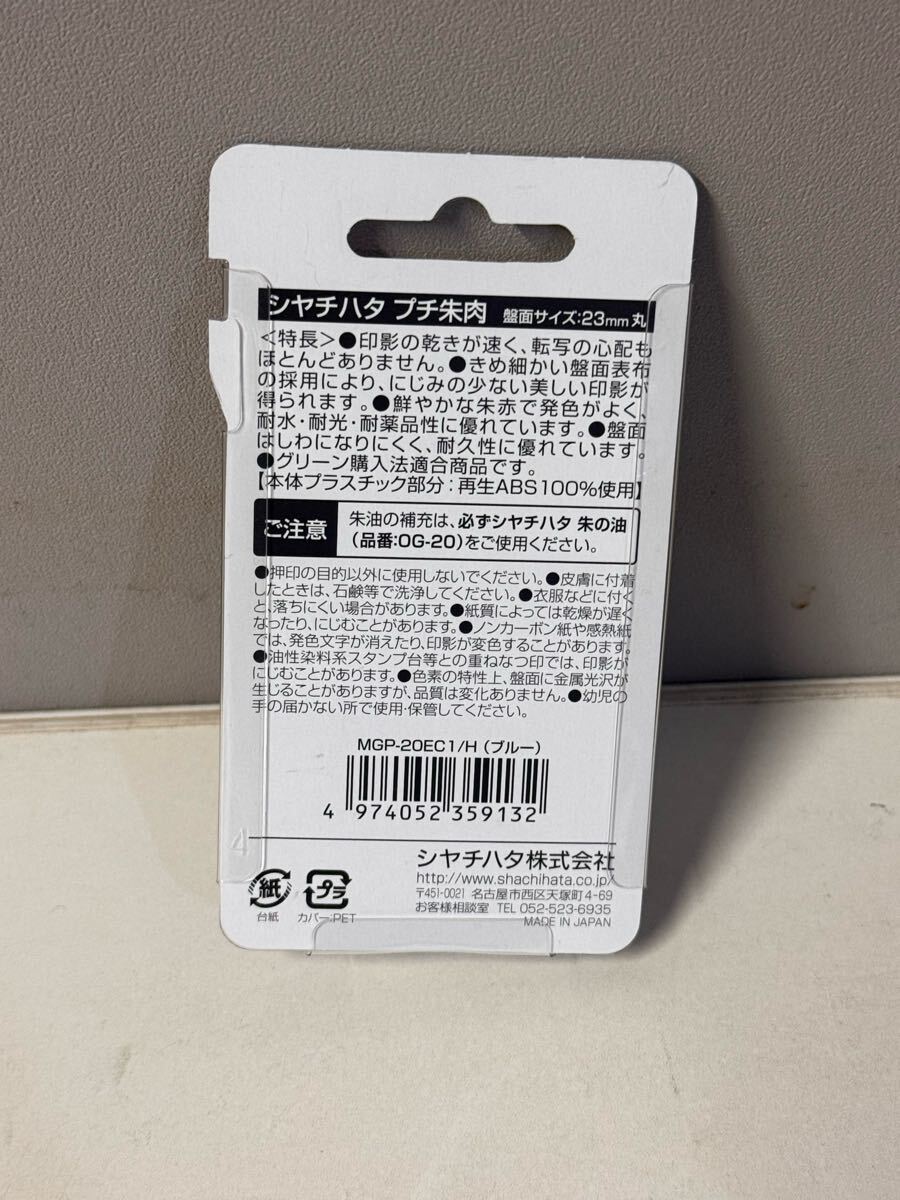 シヤチハタ プチ朱肉 盤面サイズ:23mm丸
<特長>●印影の乾きが速く、転写の心配も
ほとんどありません。●きめ細かい盤面表布
の採用により、にじみの少ない美しい印影が
得られます。●鮮やかな朱赤で発色がよく、
耐水・耐光・耐薬品性に優れています。●盤面
はしわになりにくく、耐久性に優れています。
●グリーン購入法適合商品です。
【本体プラスチック部分:再生ABS100%使用】
ご注意 朱油の補充は、必ずシヤチハタ 朱の油
(品番:OG-20)をご使用ください。
●押印の目的以外に使用しないでください。●皮膚に付着
したときは、石鹸等で洗浄してください。●衣服などに付く
と、落ちにくい場合があります。●紙質によっては乾燥が遅く
なったり、にじむことがあります。●ノンカーボン紙や感熱紙
では、発色文字が消えたり、印影が変色することがあります。
●油性染料系スタンプ台等との重ねなつ印では、印影が
にじむことがあります。●色素の特性上、盤面に金属光沢が
生じることがありますが、品質は変化ありません。●幼児の
手の届かない所で使用・保管してください。
MGP-20EC1/H(ブルー)
4 974052 359132
4
シヤチハタ株式会社
http://www.shachihata.co.jp/
〒451-0021 名古屋市西区天塚町4-69
お客様相談室 TEL 052-523-6935
MADE IN JAPAN
紙 プラ
台紙 カバー:PET